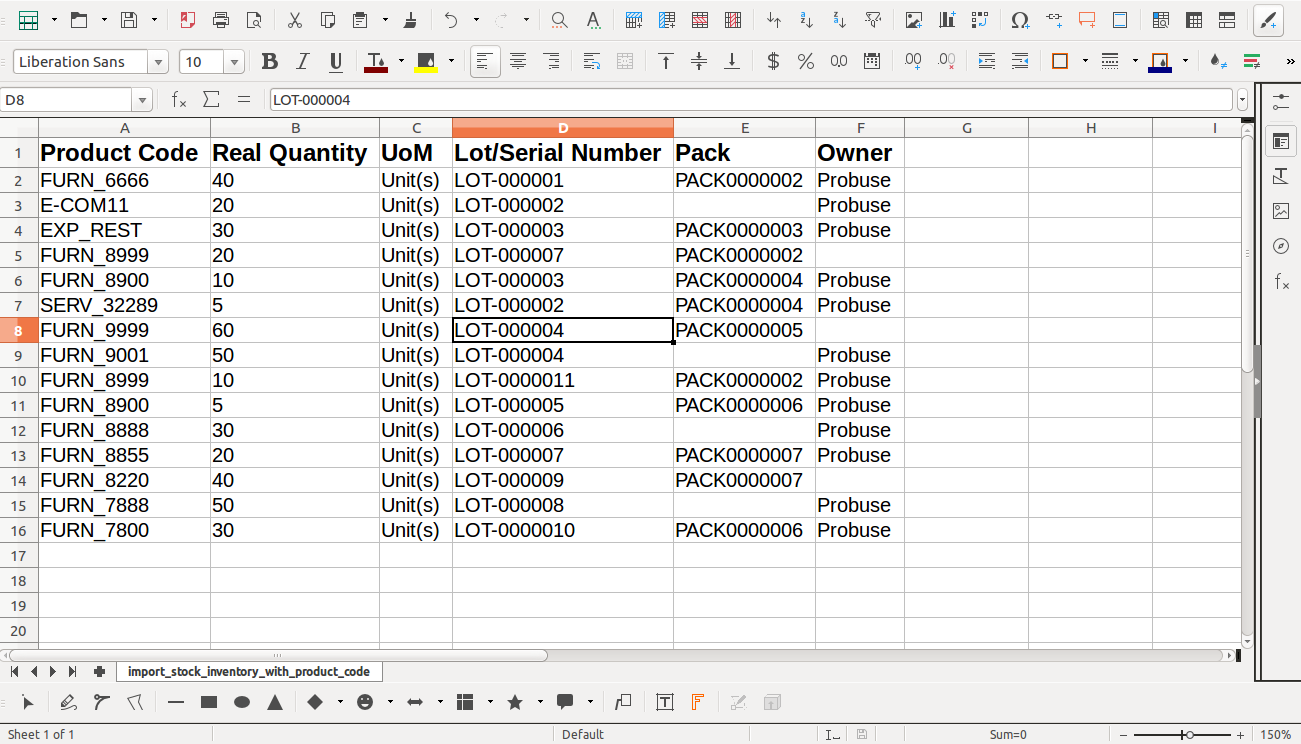 Liberation Sans 10
D8 LOT-000004
A B C D E F G H I
1 Product Code Real Quantity UoM Lot/Serial Number Pack Owner
2 FURN_6666 40 Unit(s) LOT-000001 PACK0000002 Probuse
3 E-COM11 20 Unit(s) LOT-000002 Probuse
4 EXP_REST 30 Unit(s) LOT-000003 PACK0000003 Probuse
5 FURN_8999 20 Unit(s) LOT-000007 PACK0000002
6 FURN_8900 10 Unit(s) LOT-000003 PACK0000004 Probuse
7 SERV_32289 5 Unit(s) LOT-000002 PACK0000004 Probuse
8 FURN_9999 60 Unit(s) LOT-000004 PACK0000005
9 FURN_9001 50 Unit(s) LOT-000004 Probuse
10 FURN_8999 10 Unit(s) LOT-0000011 PACK0000002 Probuse
11 FURN_8900 5 Unit(s) LOT-000005 PACK0000006 Probuse
12 FURN_8888 30 Unit(s) LOT-000006 Probuse
13 FURN_8855 20 Unit(s) LOT-000007 PACK0000007 Probuse
14 FURN_8220 40 Unit(s) LOT-000009 PACK0000007
15 FURN_7888 50 Unit(s) LOT-000008 Probuse
16 FURN_7800 30 Unit(s) LOT-0000010 PACK0000006 Probuse
17
18
19
20
import_stock_inventory_with_product_code
Sheet 1 of 1 Default Sum=0 150%